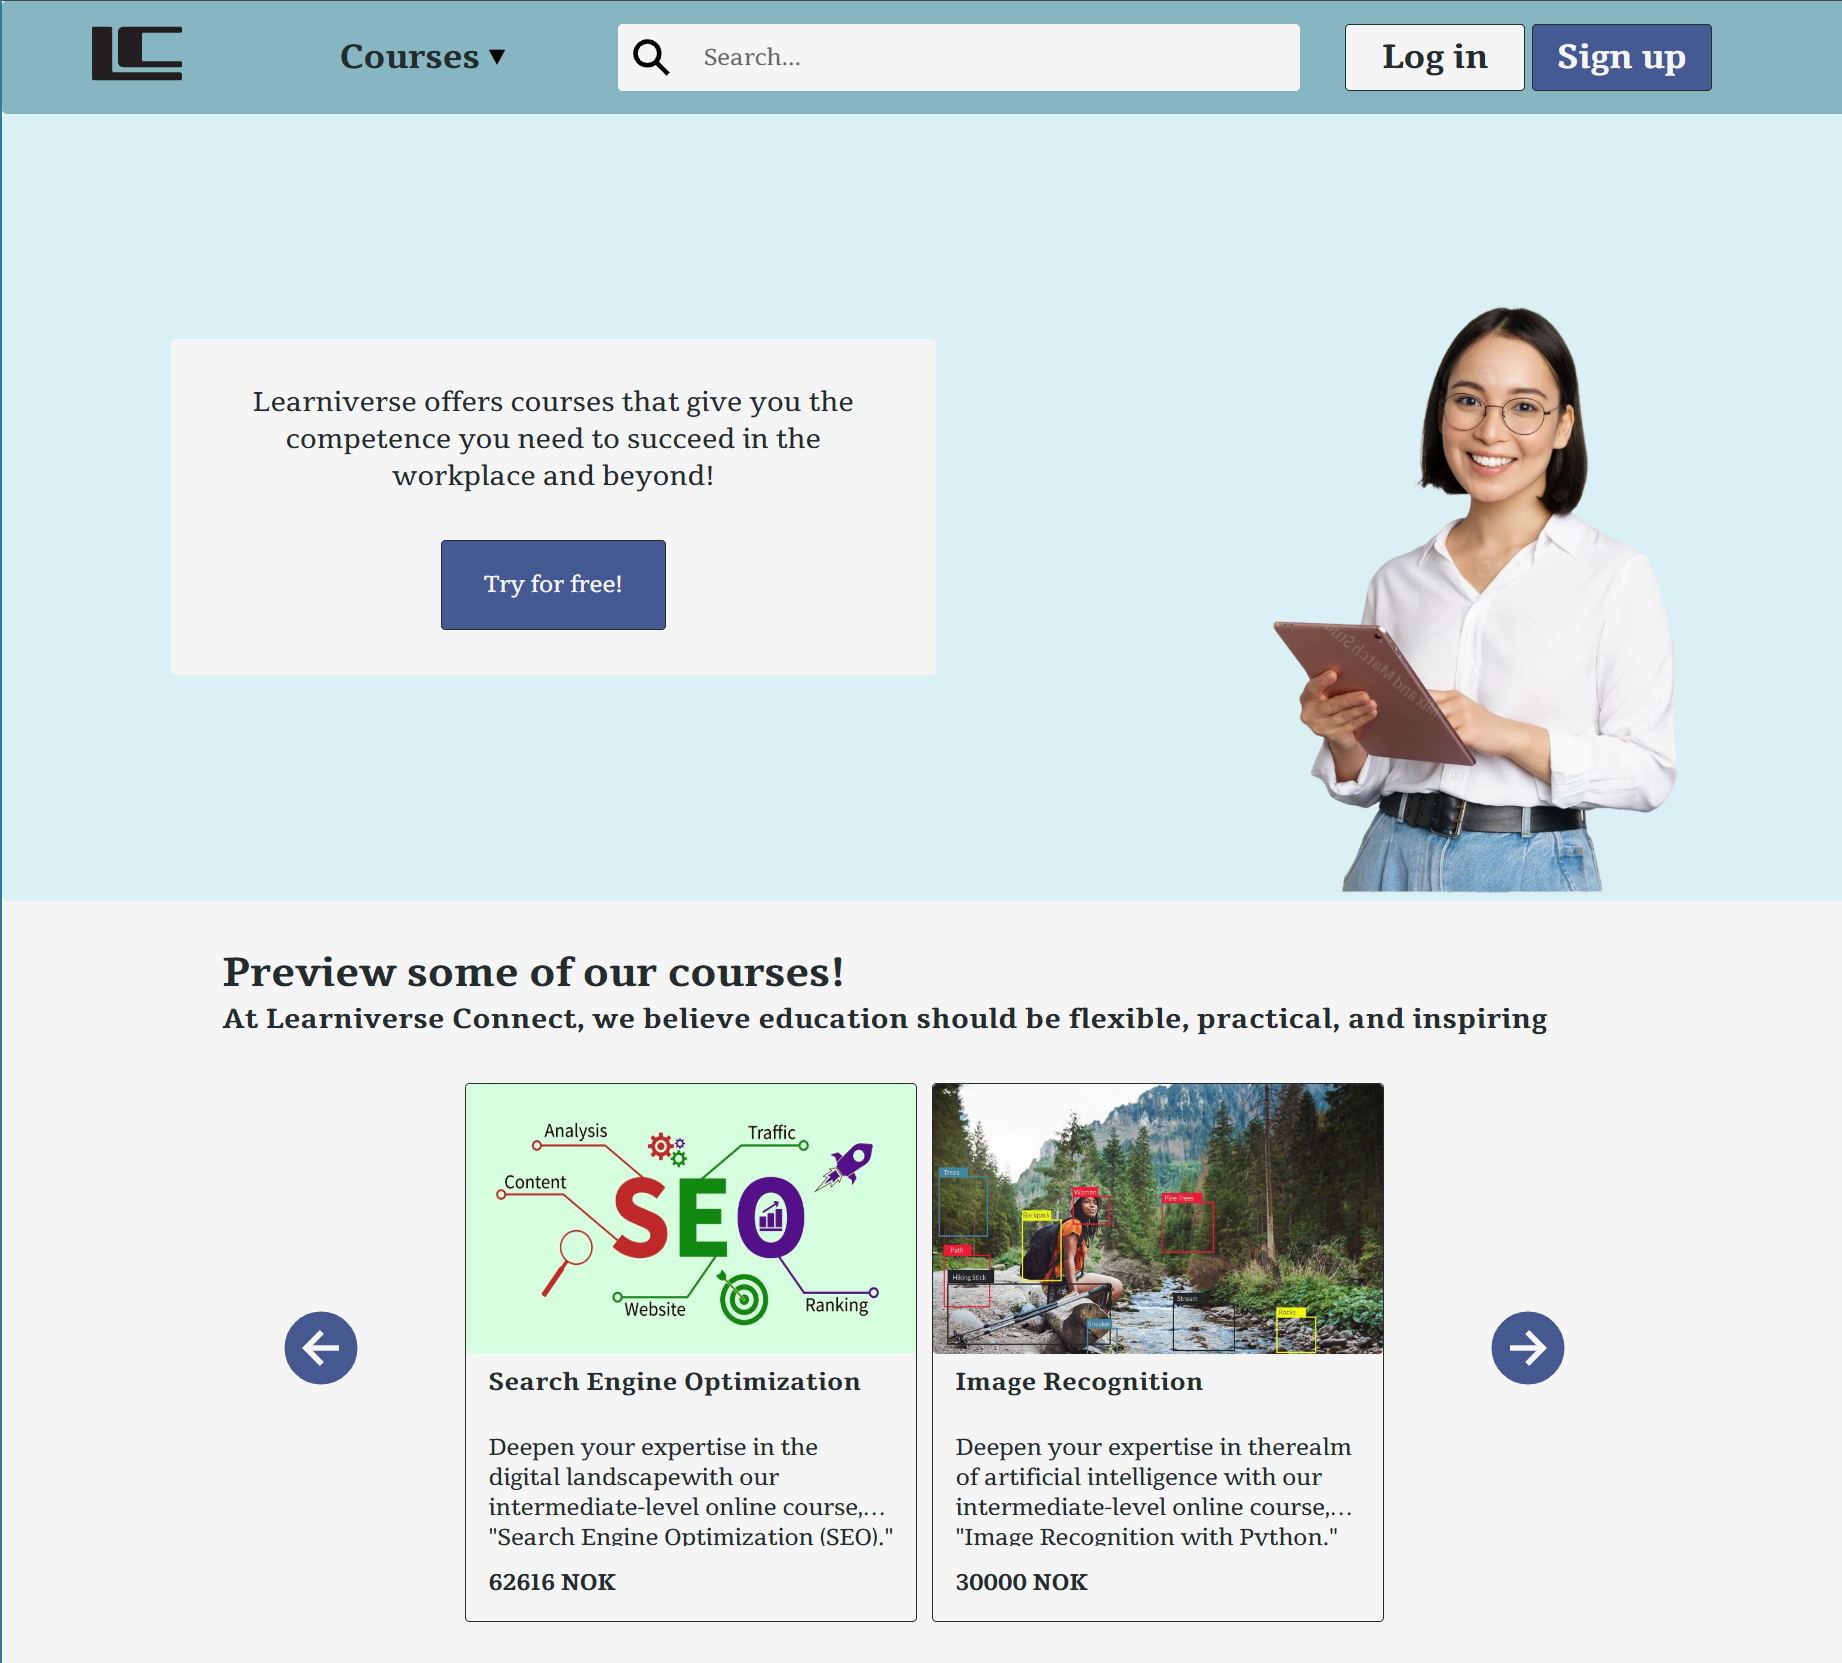 LC
Courses ▼
Search...
Log in
Sign up
Learniverse offers courses that give you the
competence you need to succeed in the
workplace and beyond!
Try for free!
Mix and MatchStud
Preview some of our courses!
At Learniverse Connect, we believe education should be flexible, practical, and inspiring
Analysis
Traffic
Content
SEO
Website
Ranking
Trees
Woman
Pine Trees
Backpack
Path
Hiking Stick
Stream
Sneaker
Rocks
Search Engine Optimization
Deepen your expertise in the
digital landscapewith our
intermediate-level online course,...
"Search Engine Optimization (SEO)."
62616 NOK
Image Recognition
Deepen your expertise in therealm
of artificial intelligence with our
intermediate-level online course,...
"Image Recognition with Python."
30000 NOK